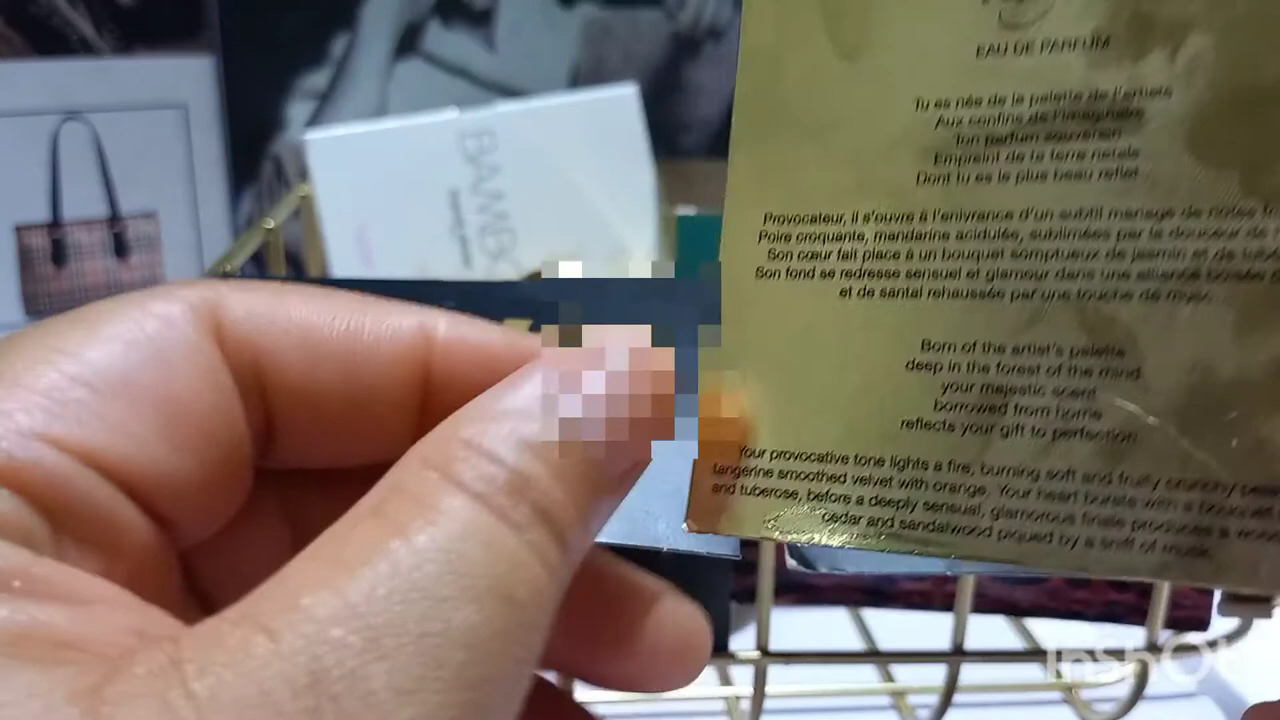 BAMBO
EAU DE PARFUM
Tu es née de la palette de l'artiste
Aux confins de l'imaginaire
Ton parfum souverain
Empreint de ta terre natale
Dont tu es le plus beau reflet
Provocateur, il s'ouvre à l'enivrance d'un subtil mariage de notes
Poire croquante, mandarine acidulée, sublimées par la douceur de
Son cœur fait place à un bouquet somptueux de jasmin et de
Son fond se redresse sensuel et glamour dans une alliance boisée
et de santal rehaussée par une touche de musc.
Born of the artist's palette
deep in the forest of the mind
your majestic scent
borrowed from home
reflects your gift to perfection
Your provocative tone lights a fire, burning soft and fruity crunchy
tangerine smoothed velvet with orange. Your heart bursts with a bouquet
and tuberose, before a deeply sensual, glamorous finale produces a
cedar and sandalwood piqued by a sniff of musk.
InShO